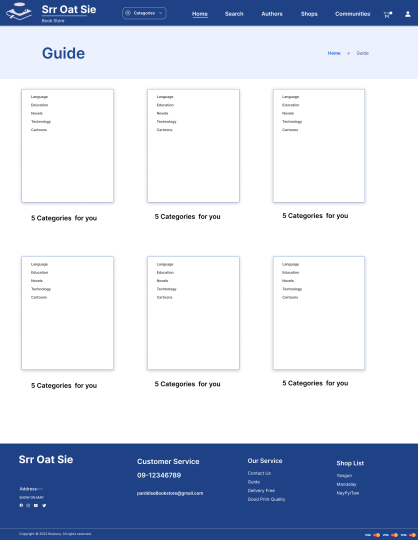 Srr Oat Sie
Book Store
Categories
Home
Search
Authors
Shops
Communities
Guide
Home
Guide
Language
Education
Novels
Technology
Cartoons
5 Categories for you
Language
Education
Novels
Technology
Cartoons
5 Categories for you
Language
Education
Novels
Technology
Cartoons
5 Categories for you
Language
Education
Novels
Technology
Cartoons
5 Categories for you
Language
Education
Novels
Technology
Cartoons
5 Categories for you
Language
Education
Novels
Technology
Cartoons
5 Categories for you
Srr Oat Sie
Address---
SHOW ON MAP
Customer Service
09-12346789
parddiseBookstore@gmail.com
Our Service
Contact Us
Guide
Delivery Free
Good Print Quality
Shop List
Yangon
Mandalay
NayPyiTaw
Copyright © 2022 All rights reserved.